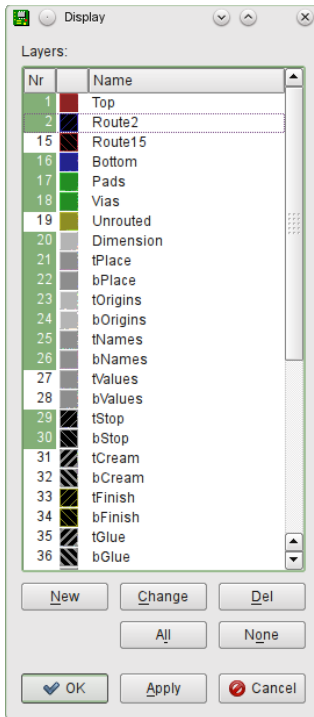 Display
Layers:
Nr Name
1 Top
2 Route2
15 Route15
16 Bottom
17 Pads
18 Vias
19 Unrouted
20 Dimension
21 tPlace
22 bPlace
23 tOrigins
24 bOrigins
25 tNames
26 bNames
27 tValues
28 bValues
29 tStop
30 bStop
31 tCream
32 bCream
33 tFinish
34 bFinish
35 tGlue
36 bGlue
New Change Del
All None
OK Apply Cancel